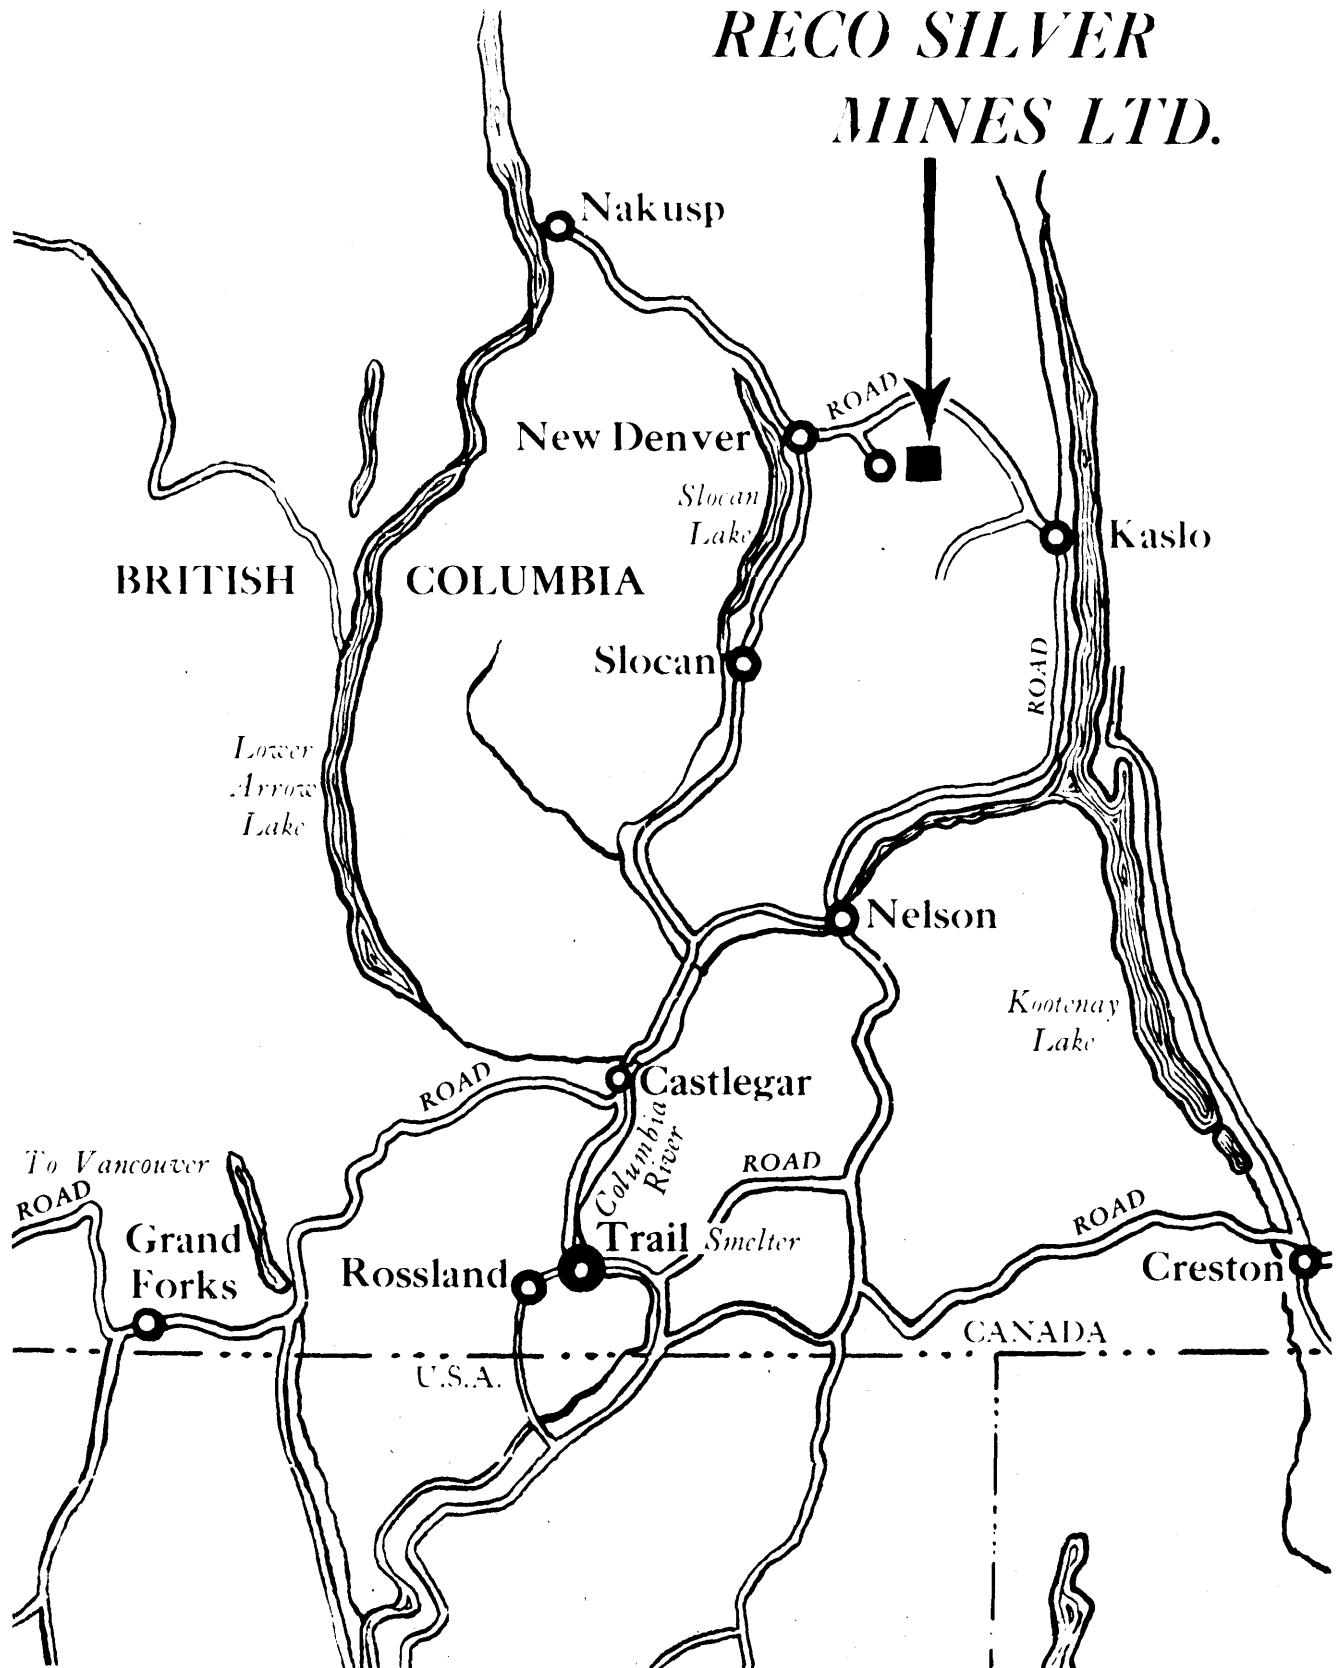 RECO SILVER
MINES LTD.
Nakusp
ROAD
New Denver
Slocan
Lake
Kaslo
BRITISH COLUMBIA
ROAD
Slocan
Lower
Arrow
Lake
Nelson
Kootenay
Lake
ROAD
Castlegar
Columbia
River
To Vancouver
ROAD
ROAD
ROAD
Grand
Forks
Trail Smelter
Rossland
Creston
CANADA
U.S.A.